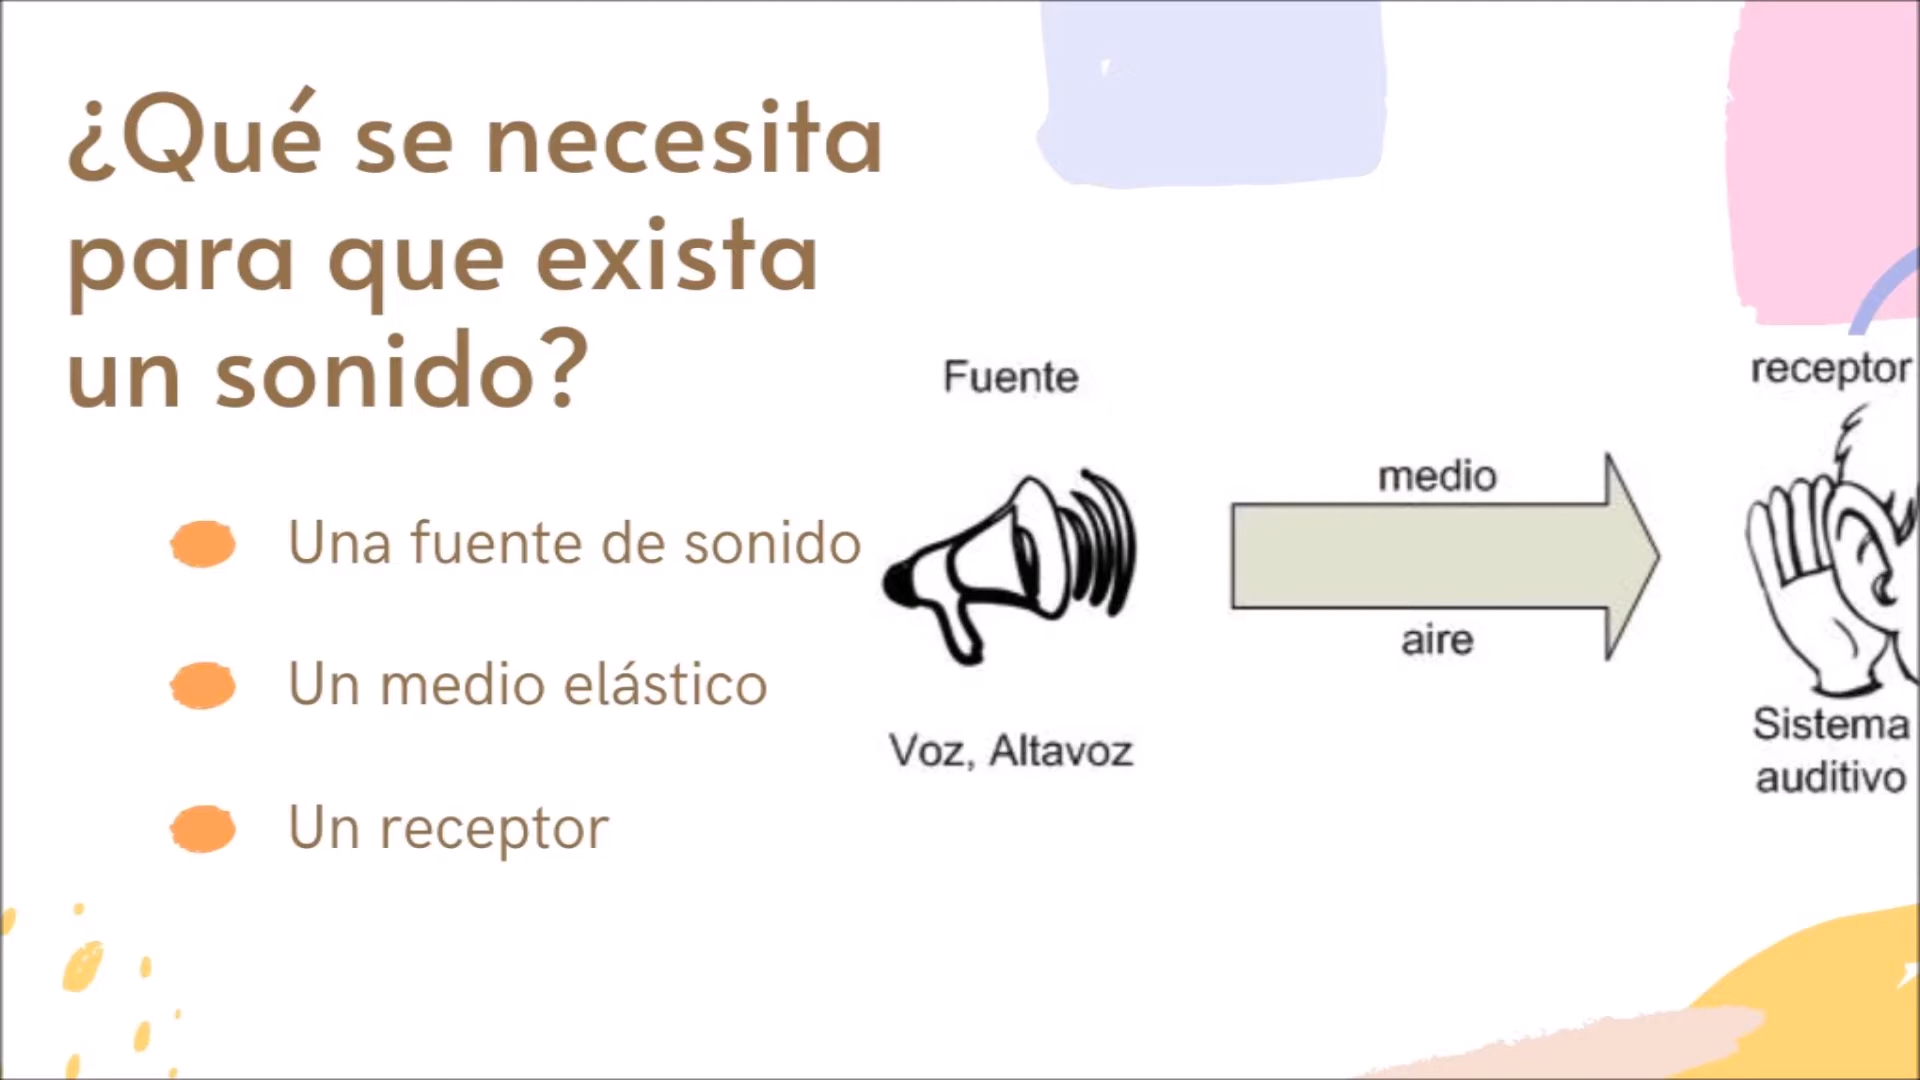 ¿Qué se necesita
para que exista
un sonido?
Una fuente de sonido
Un medio elástico
Un receptor
Fuente
Voz, Altavoz
medio
aire
receptor
Sistema
auditivo